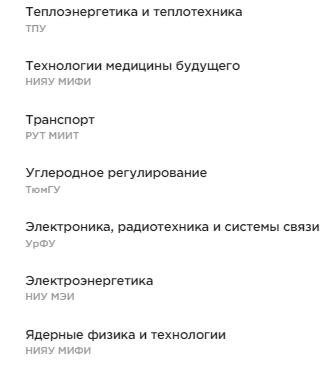 Теплоэнергетика и теплотехника
ТПУ
Технологии медицины будущего
НИЯУ МИФИ
Транспорт
РУТ МИИТ
Углеродное регулирование
ТюмГУ
Электроника, радиотехника и системы связи
УрФУ
Электроэнергетика
НИУ МЭИ
Ядерные физика и технологии
НИЯУ МИФИ